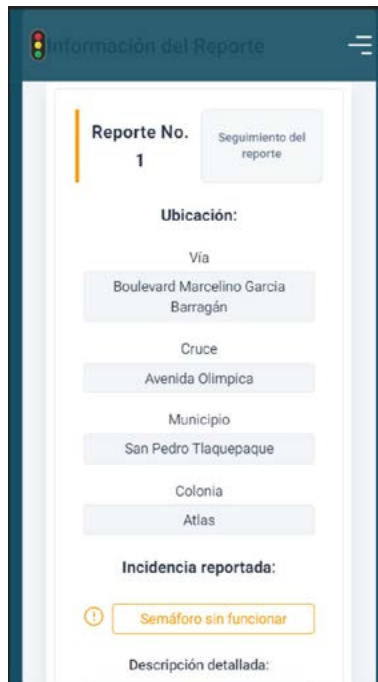 Información del Reporte
Reporte No.
1
Seguimiento del
reporte
Ubicación:
Vía
Boulevard Marcelino Garcia
Barragán
Cruce
Avenida Olimpica
Municipio
San Pedro Tlaquepaque
Colonia
Atlas
Incidencia reportada:
Semáforo sin funcionar
Descripción detallada: